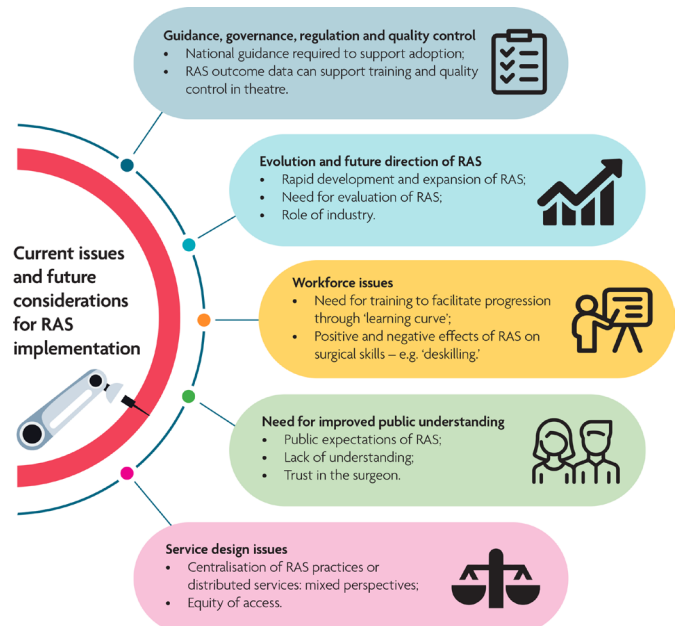 Guidance, governance, regulation and quality control
• National guidance required to support adoption;
• RAS outcome data can support training and quality
control in theatre.
Evolution and future direction of RAS
• Rapid development and expansion of RAS;
• Need for evaluation of RAS;
• Role of industry.
Current issues
and future
considerations
for RAS
implementation
Workforce issues
• Need for training to facilitate progression
through ‘learning curve’;
• Positive and negative effects of RAS on
surgical skills – e.g. ‘deskilling.’
Need for improved public understanding
• Public expectations of RAS;
• Lack of understanding;
• Trust in the surgeon.
Service design issues
• Centralisation of RAS practices or
distributed services: mixed perspectives;
• Equity of access.